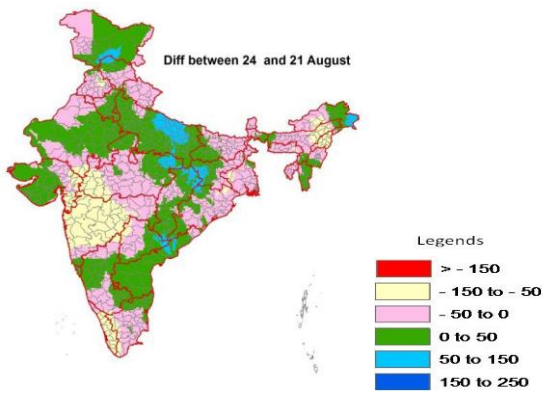 Diff between 24 and 21 August
Legends
> - 150
- 150 to - 50
- 50 to 0
0 to 50
50 to 150
150 to 250